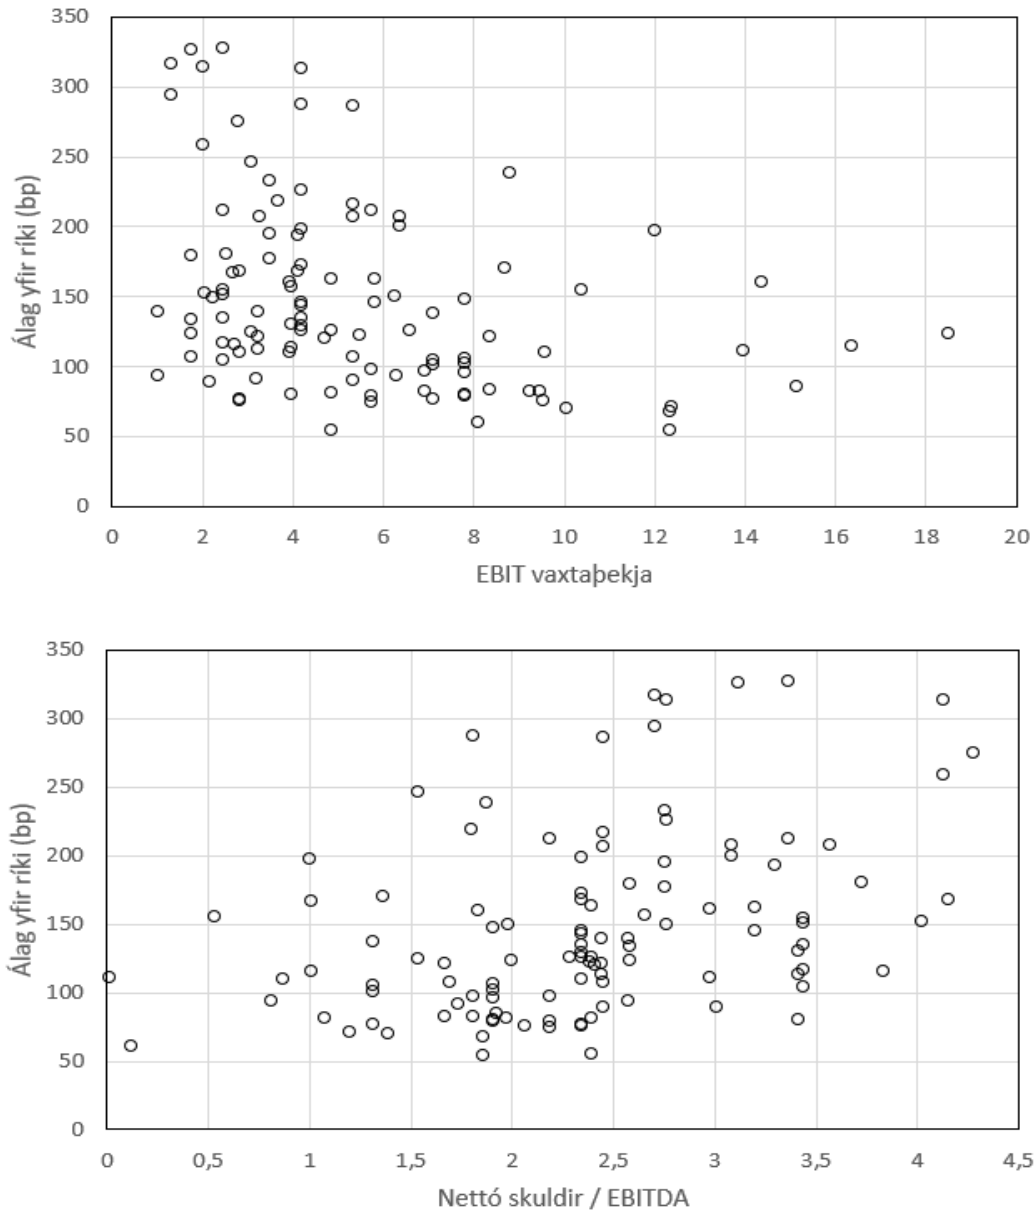 350
300
250
200
150
100
50
0
Álag yfir ríki (bp)
0 2 4 6 8 10 12 14 16 18 20
EBIT vaxtaþekja
350
300
250
200
150
100
50
0
Álag yfir ríki (bp)
0 0,5 1 1,5 2 2,5 3 3,5 4 4,5
Nettó skuldir / EBITDA